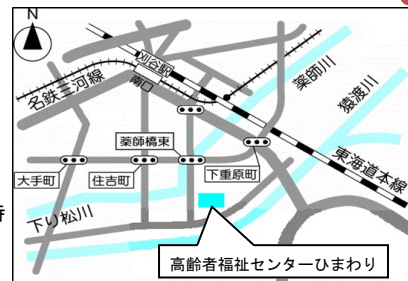 N
刈谷駅
薬師川
猿渡川
名鉄三河線
南口
薬師橋東
大手町
住吉町
下重原町
東海道本線
下り松川
高齢者福祉センターひまわり